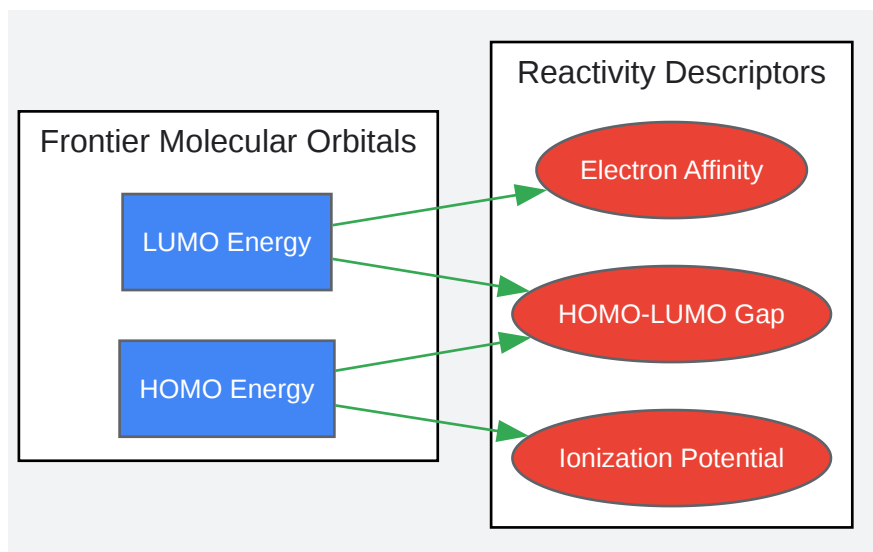 Frontier Molecular Orbitals
LUMO Energy
HOMO Energy
Reactivity Descriptors
Electron Affinity
HOMO-LUMO Gap
Ionization Potential